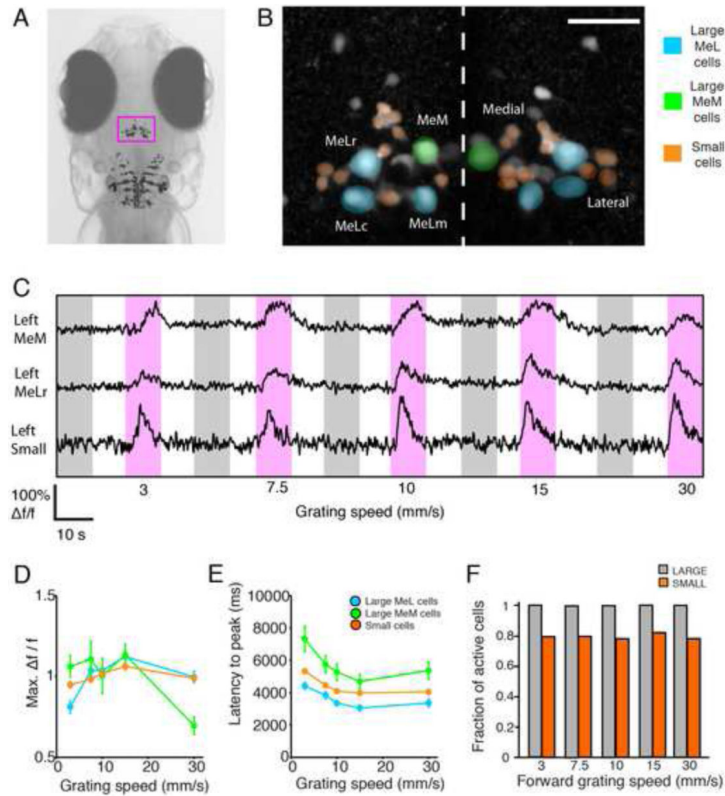 A
B
Large
MeL
cells
Large
MeM
cells
Small
cells
Medial
MeM
MeLr
MeLc
MeLm
Lateral
C
Left
MeM
Left
MeLr
Left
Small
3 7.5 10 15 30
Grating speed (mm/s)
100%
Δf/f
10 s
D
Max. Δf / f
1.5
1
0.5
0 10 20 30
Grating speed (mm/s)
E
Latency to peak (ms)
10000
8000
6000
4000
2000
0
0 10 20 30
Grating speed (mm/s)
Large MeL cells
Large MeM cells
Small cells
F
LARGE
SMALL
Fraction of active cells
1
0.8
0.6
0.4
0.2
0
3 7.5 10 15 30
Forward grating speed (mm/s)